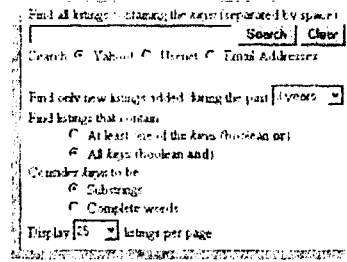 Find all listings containing the keys (separated by space)
Search Clear
Search Yahoo! Usenet Email Addresses
Find only new listings added during the past 3 years
Find listings that contain
At least one of the keys (boolean or)
All keys (boolean and)
Consider keys to be
Substrings
Complete words
Display 25 listings per page